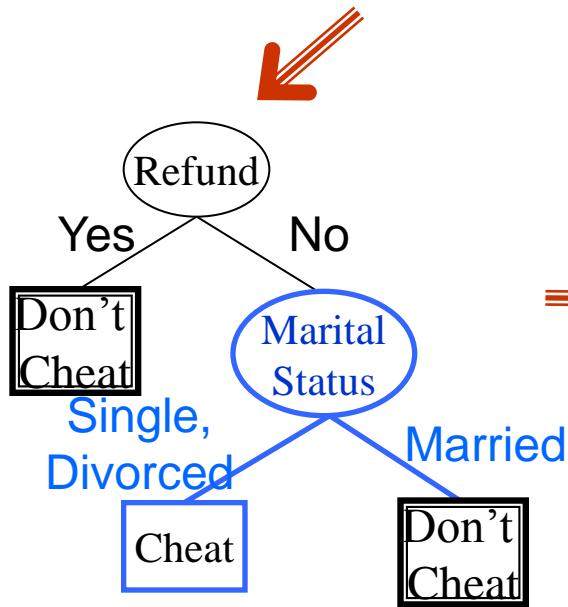 Refund
Yes
No
Don't
Cheat
Marital
Status
Single,
Divorced
Married
Cheat
Don't
Cheat